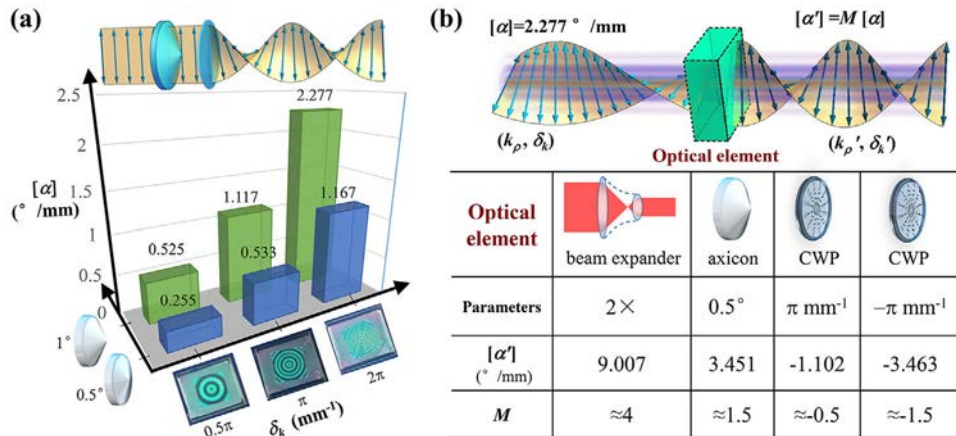 (a)
2.5
2
1.5
1
0.5
0
[α]
(°/mm)
2.277
1.117
1.167
0.525
0.533
0.255
1°
0.5°
0.5π
π
2π
δk (mm-1)
(b)
[α]=2.277 °/mm
[α′] =M [α]
(kρ, δk)
(kρ′, δk′)
Optical element
Optical element
beam expander
axicon
CWP
CWP
Parameters
2×
0.5°
π mm-1
–π mm-1
[α′]
(°/mm)
9.007
3.451
-1.102
-3.463
M
≈4
≈1.5
≈-0.5
≈-1.5